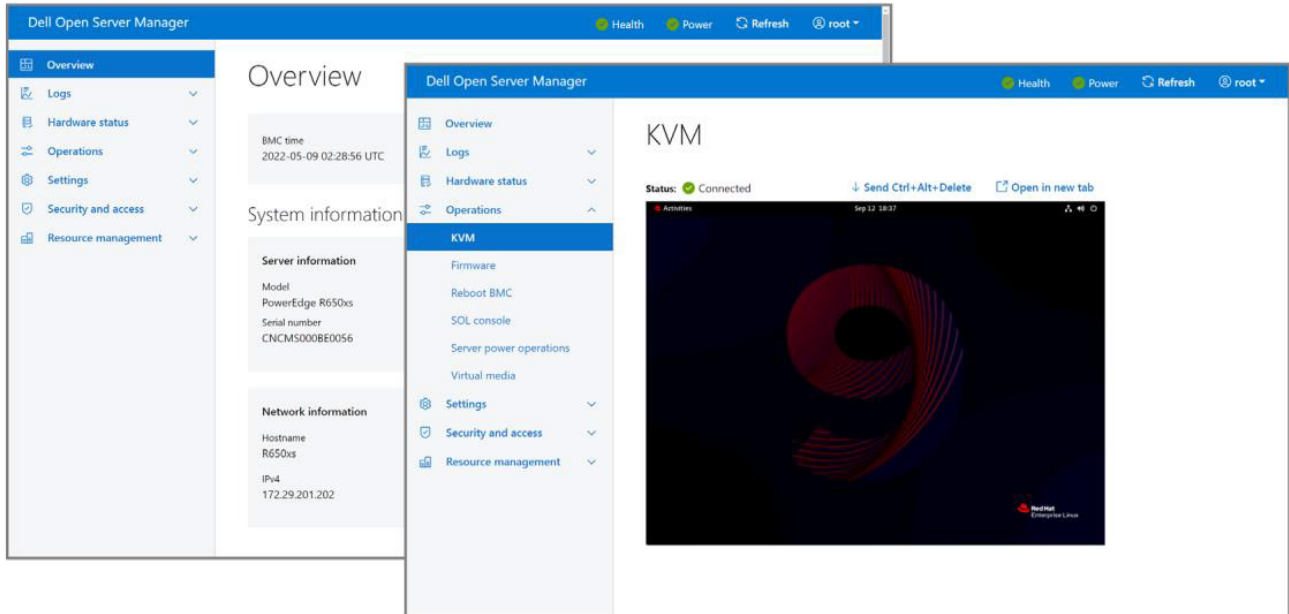 Dell Open Server Manager
Health Power Refresh root
Overview
Logs
Hardware status
Operations
Settings
Security and access
Resource management
Overview
BMC time
2022-05-09 02:28:56 UTC
System information
Server information
Model
PowerEdge R650xs
Serial number
CNCMS000BE0056
Network information
Hostname
R650xs
IPv4
172.29.201.202
Dell Open Server Manager
Health Power Refresh root
Overview
Logs
Hardware status
Operations
KVM
Firmware
Reboot BMC
SOL console
Server power operations
Virtual media
Settings
Security and access
Resource management
KVM
Status: Connected Send Ctrl+Alt+Delete Open in new tab
Activities Sep 12 18:37
9
Red Hat
Enterprise Linux